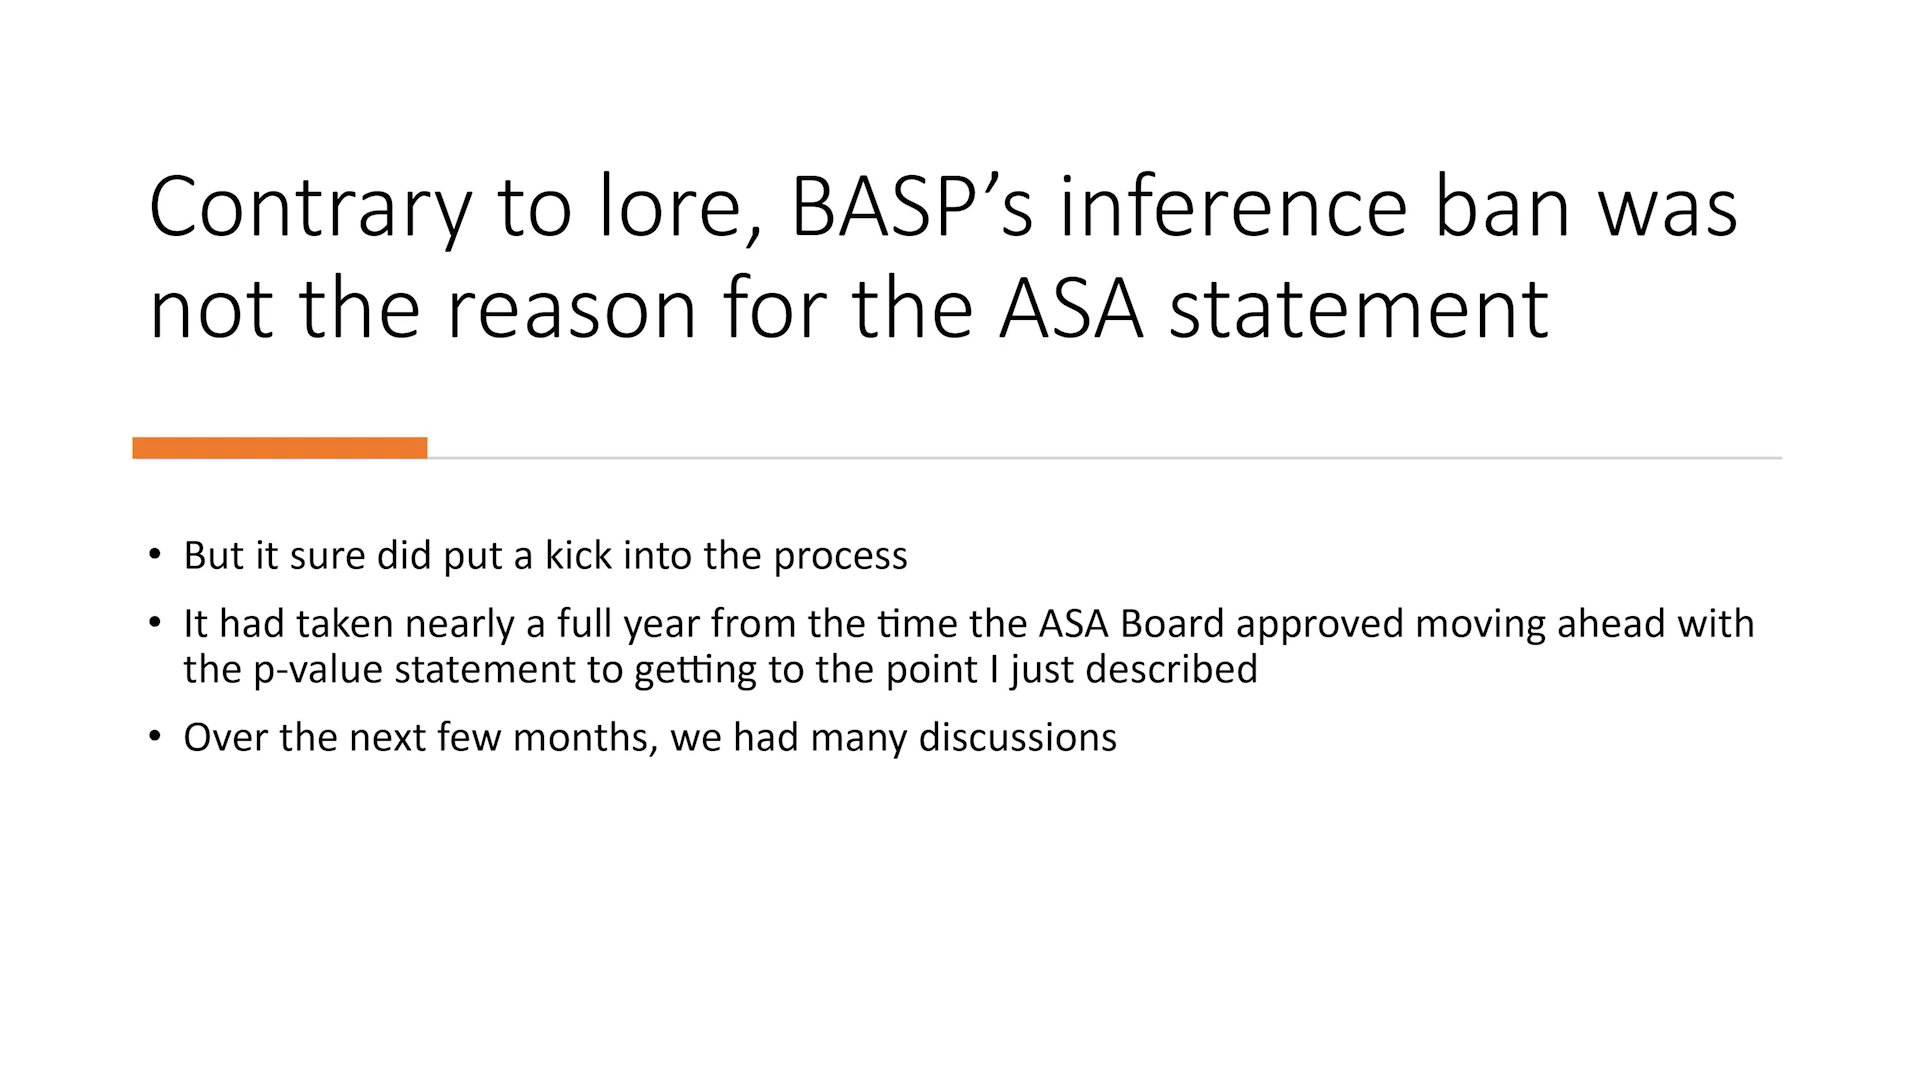 Contrary to lore, BASP’s inference ban was
not the reason for the ASA statement
• But it sure did put a kick into the process
• It had taken nearly a full year from the time the ASA Board approved moving ahead with
the p-value statement to getting to the point I just described
• Over the next few months, we had many discussions